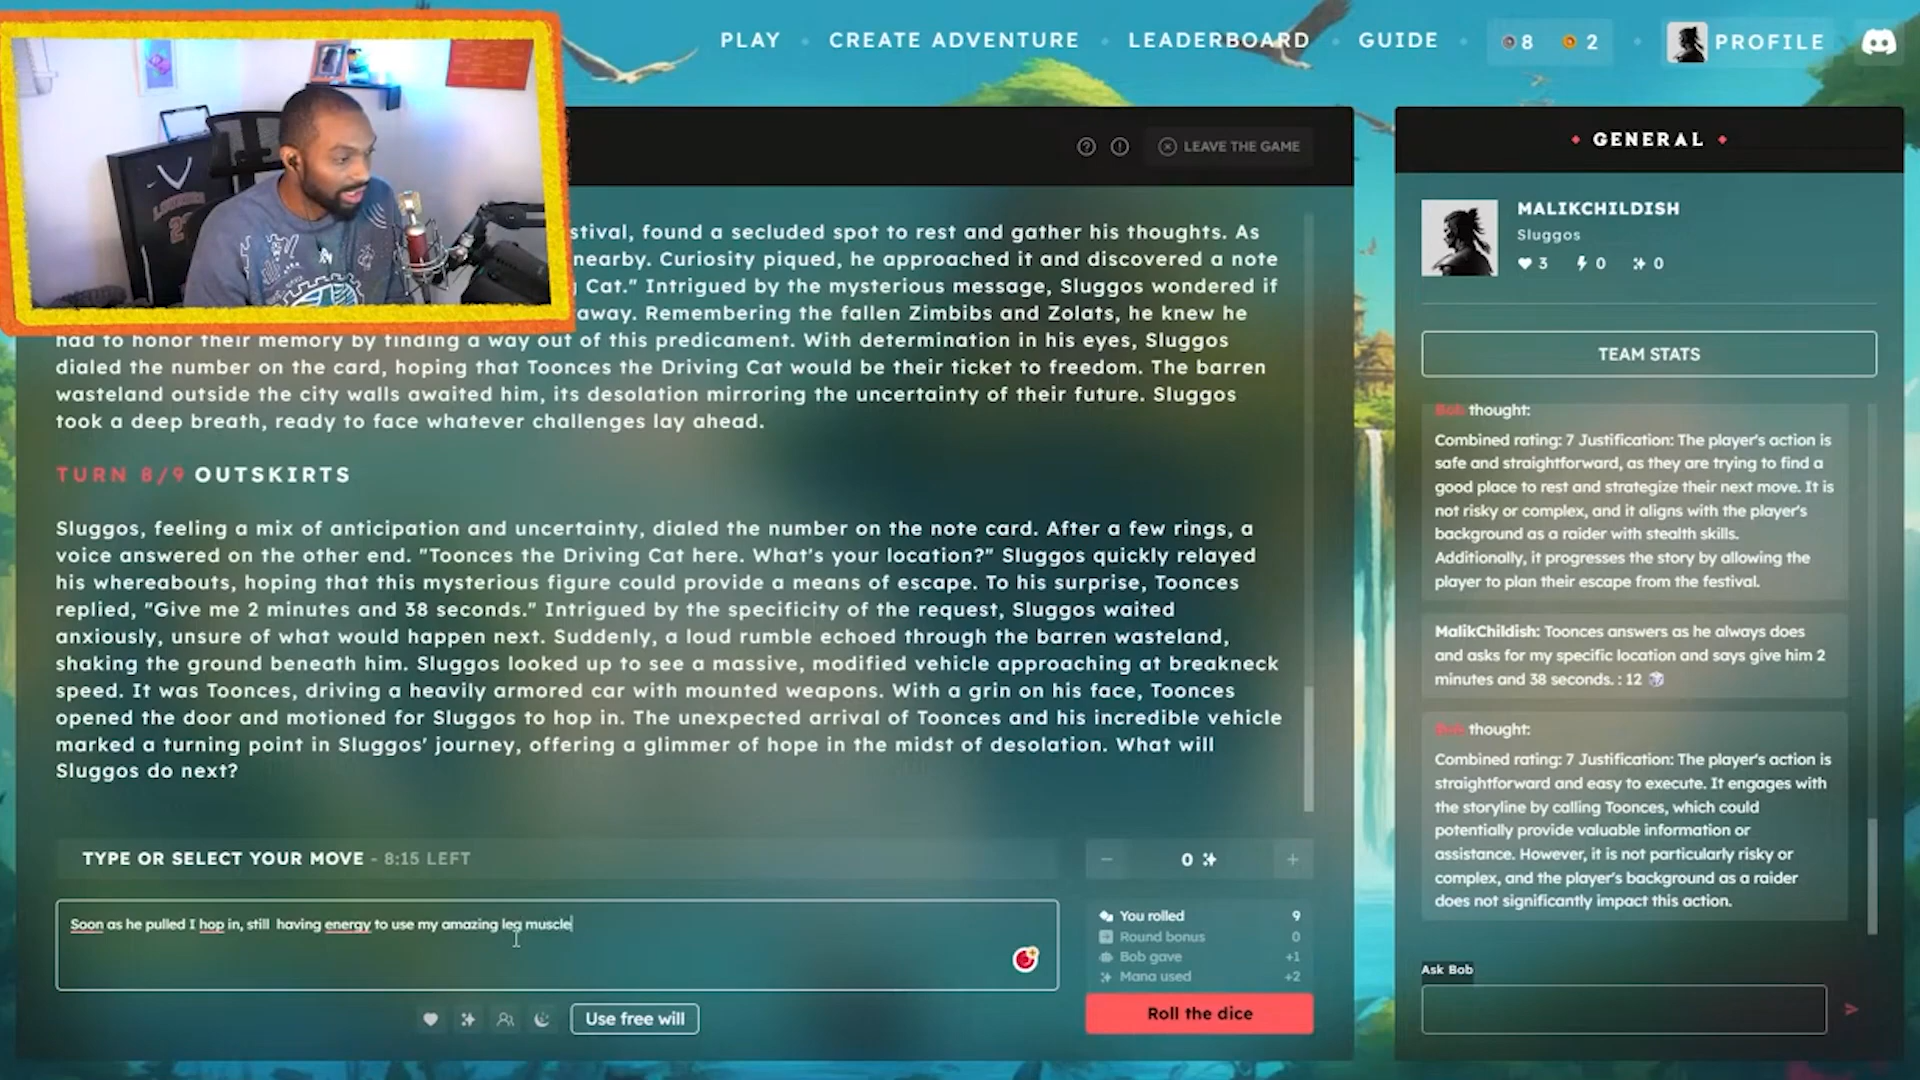 PLAY CREATE ADVENTURE LEADERBOARD GUIDE 8 2 PROFILE
LEAVE THE GAME
stival, found a secluded spot to rest and gather his thoughts. As
nearby. Curiosity piqued, he approached it and discovered a note
Cat." Intrigued by the mysterious message, Sluggos wondered if
away. Remembering the fallen Zimbibs and Zolats, he knew he
had to honor their memory by finding a way out of this predicament. With determination in his eyes, Sluggos
dialed the number on the card, hoping that Toonces the Driving Cat would be their ticket to freedom. The barren
wasteland outside the city walls awaited him, its desolation mirroring the uncertainty of their future. Sluggos
took a deep breath, ready to face whatever challenges lay ahead.
TURN 8/9 OUTSKIRTS
Sluggos, feeling a mix of anticipation and uncertainty, dialed the number on the note card. After a few rings, a
voice answered on the other end. "Toonces the Driving Cat here. What's your location?" Sluggos quickly relayed
his whereabouts, hoping that this mysterious figure could provide a means of escape. To his surprise, Toonces
replied, "Give me 2 minutes and 38 seconds." Intrigued by the specificity of the request, Sluggos waited
anxiously, unsure of what would happen next. Suddenly, a loud rumble echoed through the barren wasteland,
shaking the ground beneath him. Sluggos looked up to see a massive, modified vehicle approaching at breakneck
speed. It was Toonces, driving a heavily armored car with mounted weapons. With a grin on his face, Toonces
opened the door and motioned for Sluggos to hop in. The unexpected arrival of Toonces and his incredible vehicle
marked a turning point in Sluggos' journey, offering a glimmer of hope in the midst of desolation. What will
Sluggos do next?
TYPE OR SELECT YOUR MOVE - 8:15 LEFT
Soon as he pulled I hop in, still having energy to use my amazing leg muscle
Use free will
0
You rolled 9
Round bonus 0
Bob gave +1
Mana used +2
Roll the dice
GENERAL
MALIKCHILDISH
Sluggos
3 0 0
TEAM STATS
Bob thought:
Combined rating: 7 Justification: The player's action is
safe and straightforward, as they are trying to find a
good place to rest and strategize their next move. It is
not risky or complex, and it aligns with the player's
background as a raider with stealth skills.
Additionally, it progresses the story by allowing the
player to plan their escape from the festival.
MalikChildish: Toonces answers as he always does
and asks for my specific location and says give him 2
minutes and 38 seconds. : 12
Bob thought:
Combined rating: 7 Justification: The player's action is
straightforward and easy to execute. It engages with
the storyline by calling Toonces, which could
potentially provide valuable information or
assistance. However, it is not particularly risky or
complex, and the player's background as a raider
does not significantly impact this action.
Ask Bob